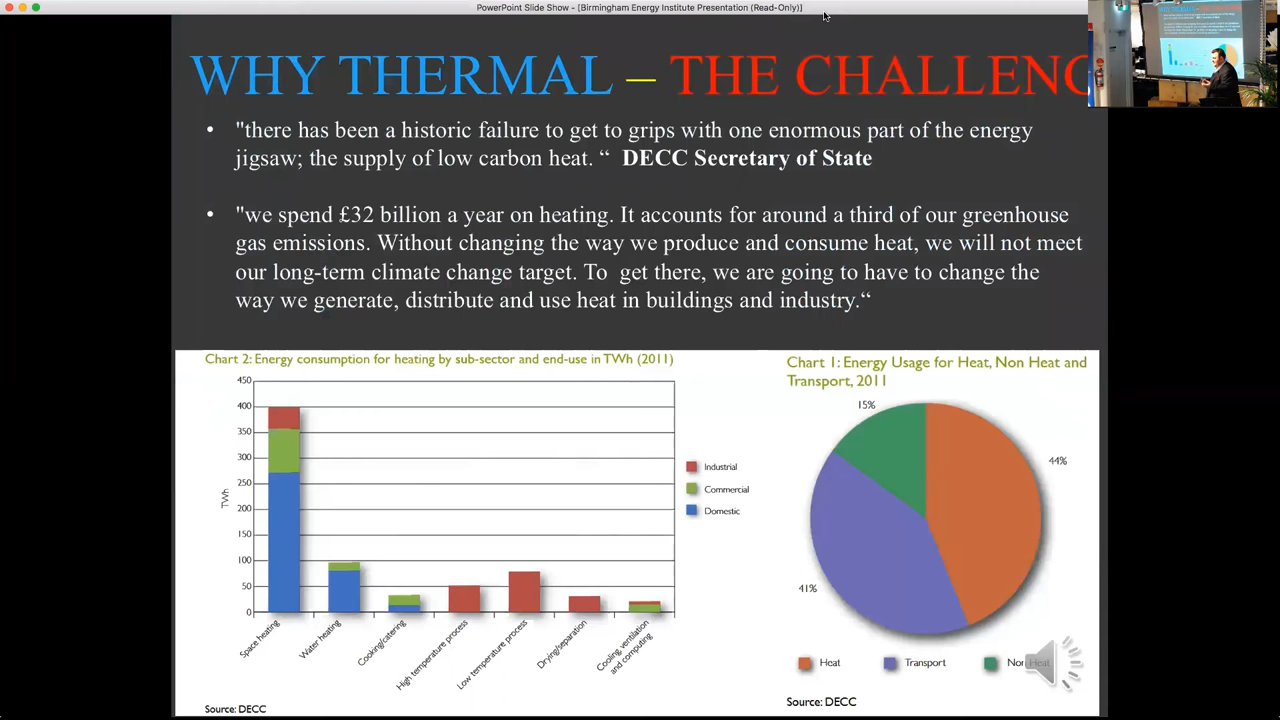 PowerPoint Slide Show - [Birmingham Energy Institute Presentation (Read-Only)]
WHY THERMAL – THE CHALLENG
• "there has been a historic failure to get to grips with one enormous part of the energy
jigsaw; the supply of low carbon heat. “ DECC Secretary of State
• "we spend £32 billion a year on heating. It accounts for around a third of our greenhouse
gas emissions. Without changing the way we produce and consume heat, we will not meet
our long-term climate change target. To get there, we are going to have to change the
way we generate, distribute and use heat in buildings and industry.“
Chart 2: Energy consumption for heating by sub-sector and end-use in TWh (2011)
450
400
350
300
250
200
150
100
50
0
TWh
Space heating
Water heating
Cooking/catering
High temperature process
Low temperature process
Drying/separation
Cooling, ventilation
and computing
Industrial
Commercial
Domestic
Source: DECC
Chart 1: Energy Usage for Heat, Non Heat and
Transport, 2011
15%
44%
41%
Heat
Transport
Non Heat
Source: DECC